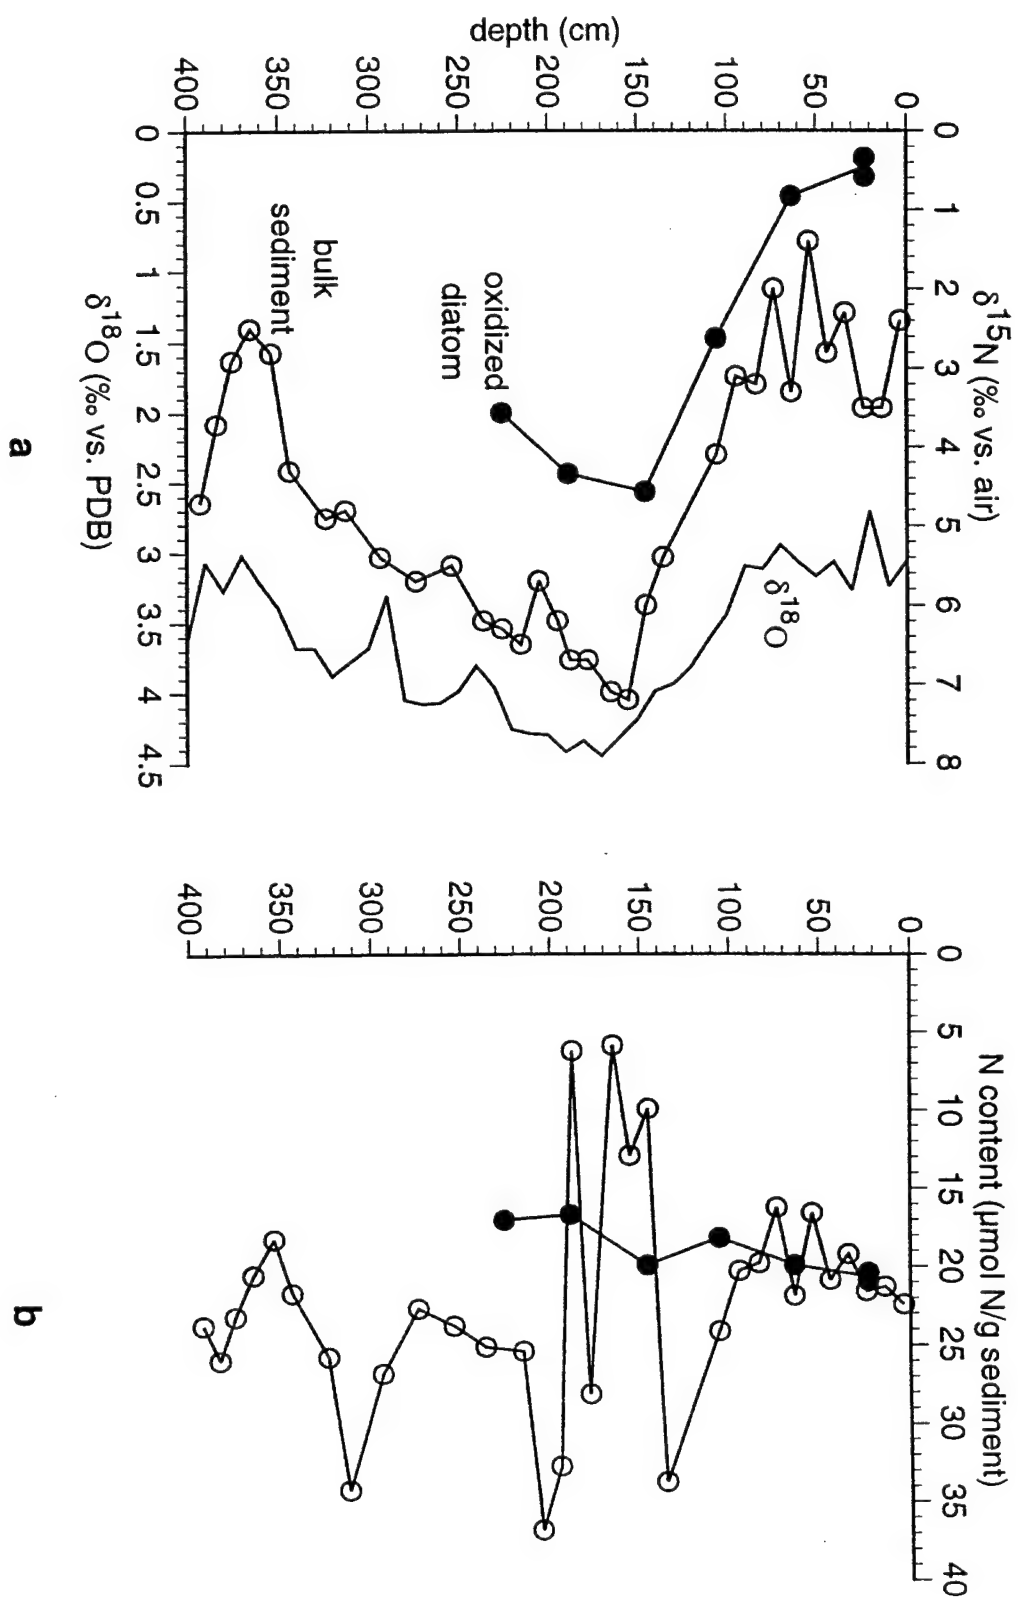 δ15N (‰ vs. air)
0 1 2 3 4 5 6 7 8
depth (cm)
0
50
100
150
200
250
300
350
400
δ18O
oxidized
diatom
bulk
sediment
0 0.5 1 1.5 2 2.5 3 3.5 4 4.5
δ18O (‰ vs. PDB)
a
N content (µmol N/g sediment)
0 5 10 15 20 25 30 35 40
0
50
100
150
200
250
300
350
400
b